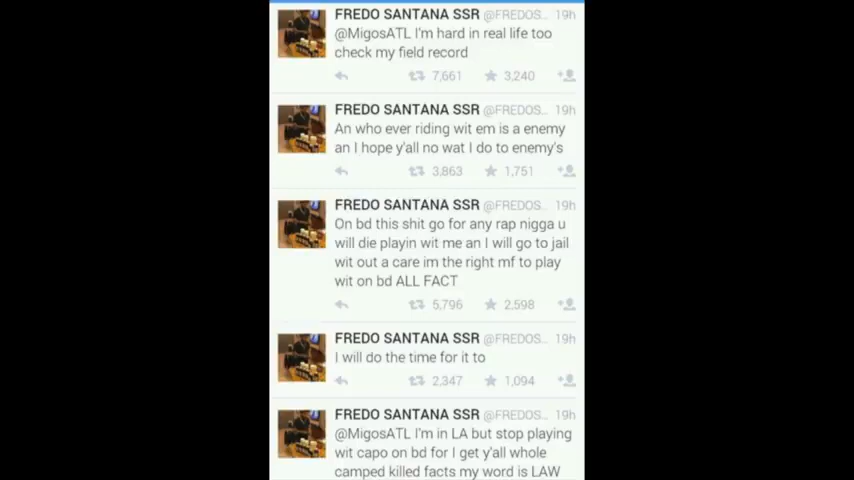 FREDO SANTANA SSR @FREDOS... 19h
@MigosATL I'm hard in real life too
check my field record
7,661 3,240
FREDO SANTANA SSR @FREDOS... 19h
An who ever riding wit em is a enemy
an I hope y'all no wat I do to enemy's
3,863 1,751
FREDO SANTANA SSR @FREDOS... 19h
On bd this shit go for any rap nigga u
will die playin wit me an I will go to jail
wit out a care im the right mf to play
wit on bd ALL FACT
5,796 2,598
FREDO SANTANA SSR @FREDOS... 19h
I will do the time for it to
2,347 1,094
FREDO SANTANA SSR @FREDOS... 19h
@MigosATL I'm in LA but stop playing
wit capo on bd for I get y'all whole
camped killed facts my word is LAW